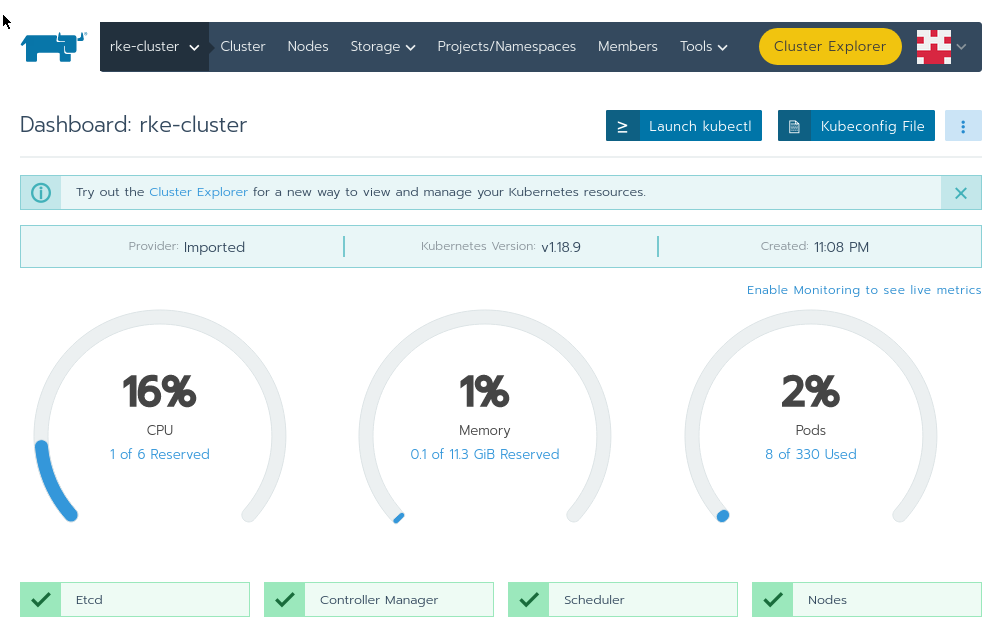 rke-cluster Cluster Nodes Storage Projects/Namespaces Members Tools Cluster Explorer
Dashboard: rke-cluster
Launch kubectl Kubeconfig File
Try out the Cluster Explorer for a new way to view and manage your Kubernetes resources.
Provider: Imported Kubernetes Version: v1.18.9 Created: 11:08 PM
Enable Monitoring to see live metrics
16% 1% 2%
CPU Memory Pods
1 of 6 Reserved 0.1 of 11.3 GiB Reserved 8 of 330 Used
Etcd Controller Manager Scheduler Nodes